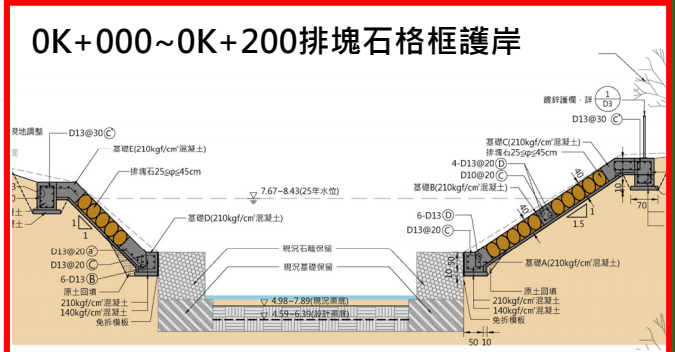 0K+000~0K+200排塊石格框護岸
現地調整
D13@30 C'
基礎E(210kgf/cm²混凝土)
排塊石25≦φ≦45cm
7.67~8.43(25年水位)
1
1
基礎D(210kgf/cm²混凝土)
D13@20 a'
D13@20 C
6-D13 B
原土回填
210kgf/cm²混凝土
140kgf/cm²混凝土
免拆模板
現況石籠保留
現況基礎保留
4.98~7.89(現況渠底)
4.59~6.39(設計渠底)
鍍鋅護欄，詳
1
D3
D13@30 C'
基礎C(210kgf/cm²混凝土)
排塊石25≦φ≦45cm
4-D13@20 D
D10@20 C
基礎B(210kgf/cm²混凝土)
40
40
10
70
6-D13 D
D13@20 C
1
1.5
10 50
基礎A(210kgf/cm²混凝土)
原土回填
210kgf/cm²混凝土
140kgf/cm²混凝土
免拆模板
50 10